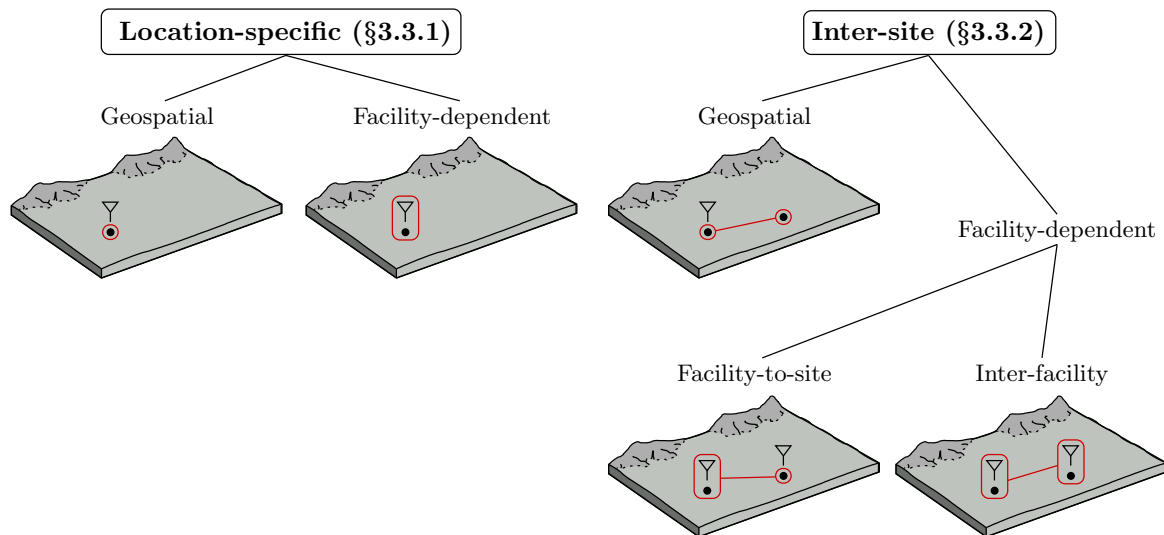 Location-specific (§3.3.1)
Inter-site (§3.3.2)
Geospatial
Facility-dependent
Geospatial
Facility-dependent
Facility-to-site
Inter-facility